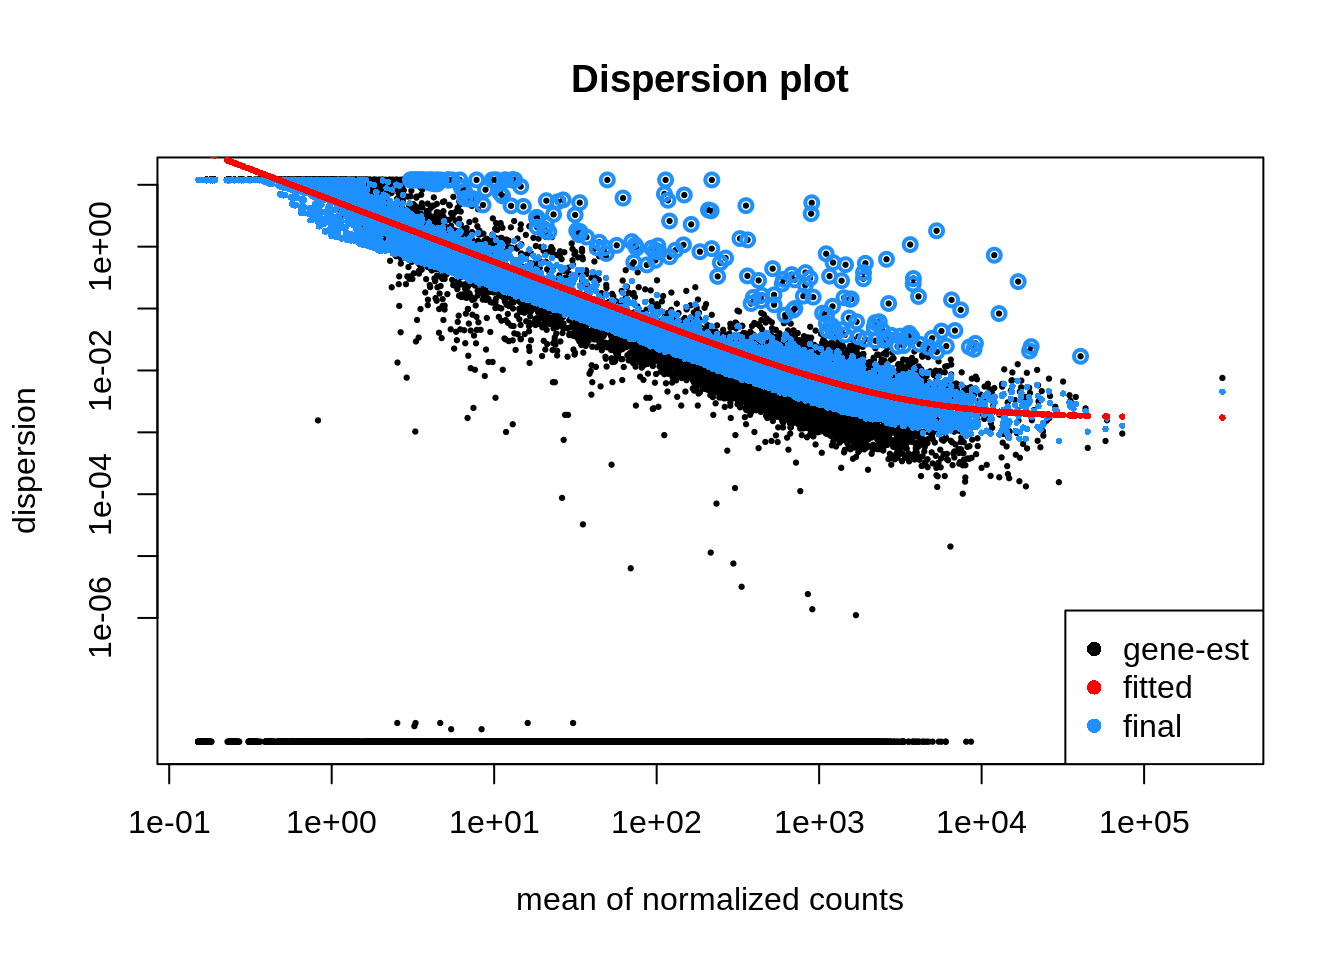 Dispersion plot
1e+00
1e-02
1e-04
1e-06
dispersion
gene-est
fitted
final
1e-01 1e+00 1e+01 1e+02 1e+03 1e+04 1e+05
mean of normalized counts